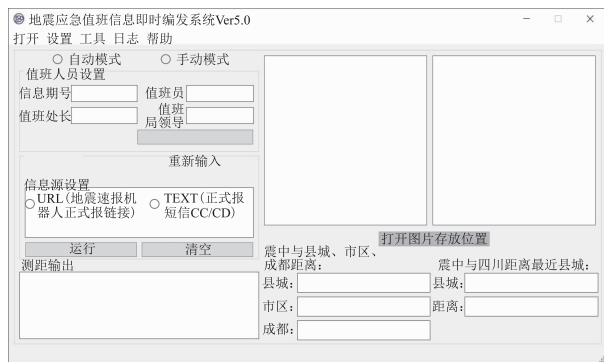 地震应急值班信息即时编发系统Ver5.0
打开 设置 工具 日志 帮助
自动模式
手动模式
值班人员设置
信息期号
值班员
值班处长
值班
局领导
重新输入
信息源设置
URL(地震速报机
器人正式报链接)
TEXT(正式报
短信CC/CD)
运行
清空
测距输出
打开图片存放位置
震中与县城、市区、
成都距离：
县城：
市区：
成都：
震中与四川距离最近县城：
县城：
距离：